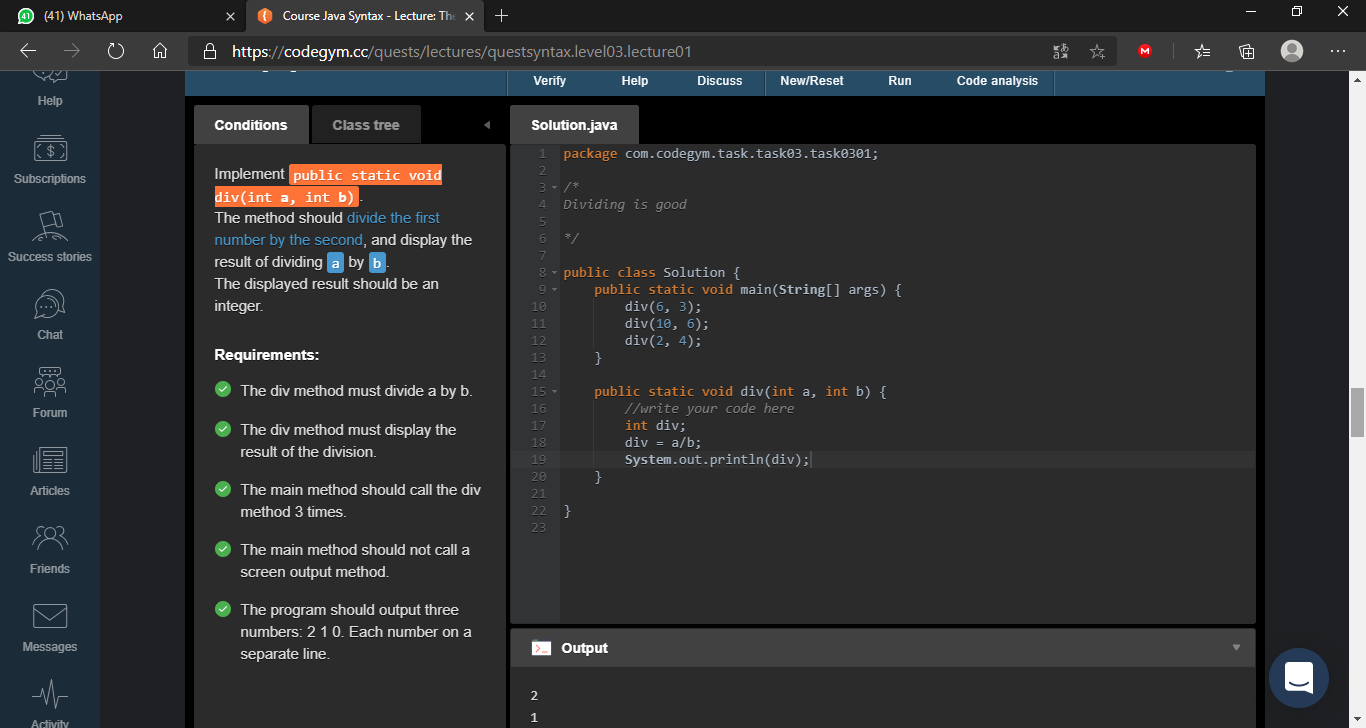 (41) WhatsApp
Course Java Syntax - Lecture: The
https://codegym.cc/quests/lectures/questsyntax.level03.lecture01
Verify Help Discuss New/Reset Run Code analysis
Help
Subscriptions
Success stories
Chat
Forum
Articles
Friends
Messages
Activity
Conditions Class tree
Implement public static void
div(int a, int b).
The method should divide the first
number by the second, and display the
result of dividing a by b.
The displayed result should be an
integer.
Requirements:
The div method must divide a by b.
The div method must display the
result of the division.
The main method should call the div
method 3 times.
The main method should not call a
screen output method.
The program should output three
numbers: 2 1 0. Each number on a
separate line.
Solution.java
1 package com.codegym.task.task03.task0301;
2
3 /*
4 Dividing is good
5
6 */
7
8 public class Solution {
9 public static void main(String[] args) {
10 div(6, 3);
11 div(10, 6);
12 div(2, 4);
13 }
14
15 public static void div(int a, int b) {
16 //write your code here
17 int div;
18 div = a/b;
19 System.out.println(div);
20 }
21
22 }
23
Output
2
1